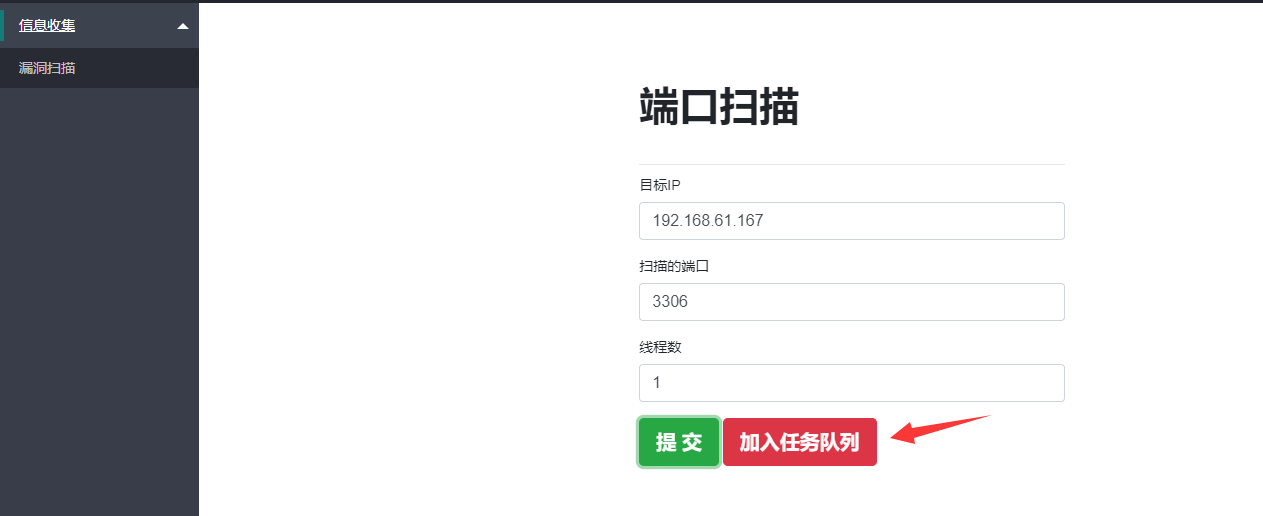 信息收集
漏洞扫描
端口扫描
目标IP
192.168.61.167
扫描的端口
3306
线程数
1
提 交 加入任务队列